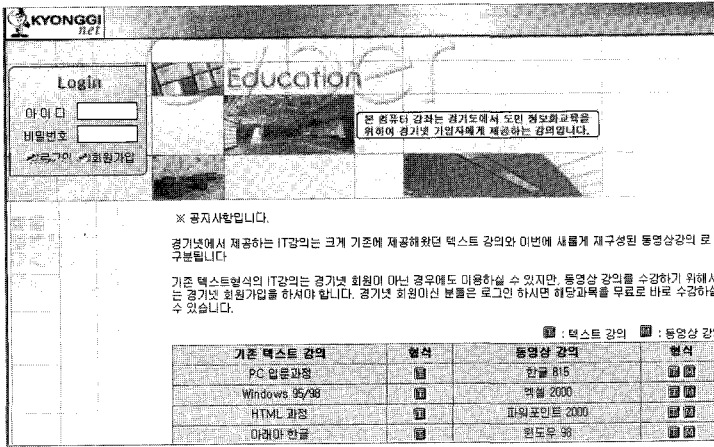 KYONGGI
net
Cyber
Education
Login
아이디
비밀번호
로그인 회원가입
본 컴퓨터 강좌는 경기도에서 도민 정보화교육을
위하여 경기넷 가입자에게 제공하는 강의입니다.
※ 공지사항입니다.
경기넷에서 제공하는 IT강의는 크게 기존에 제공해왔던 텍스트 강의와 이번에 새롭게 재구성된 동영상강의 로
구분됩니다
기존 텍스트형식의 IT강의는 경기넷 회원이 아닌 경우에도 이용하실 수 있지만, 동영상 강의를 수강하기 위해서
는 경기넷 회원가입을 하셔야 합니다. 경기넷 회원이신 분들은 로그인 하시면 해당과목을 무료로 바로 수강하실
수 있습니다.
: 텍스트 강의 : 동영상 강
기존 텍스트 강의 형식 동영상 강의 형식
PC 입문과정 한글 815
Windows 95/98 엑셀 2000
HTML 과정 파워포인트 2000
아래아 한글 윈도우 98